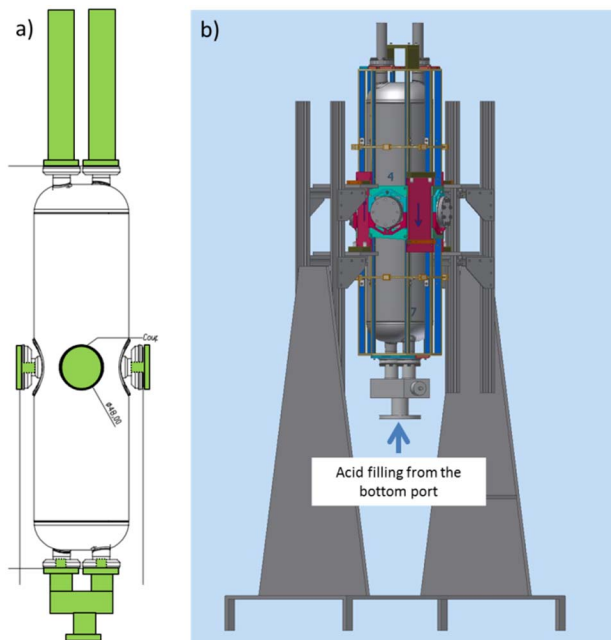 a)
b)
4
Coup
ø48,00
7
Acid filling from the
bottom port